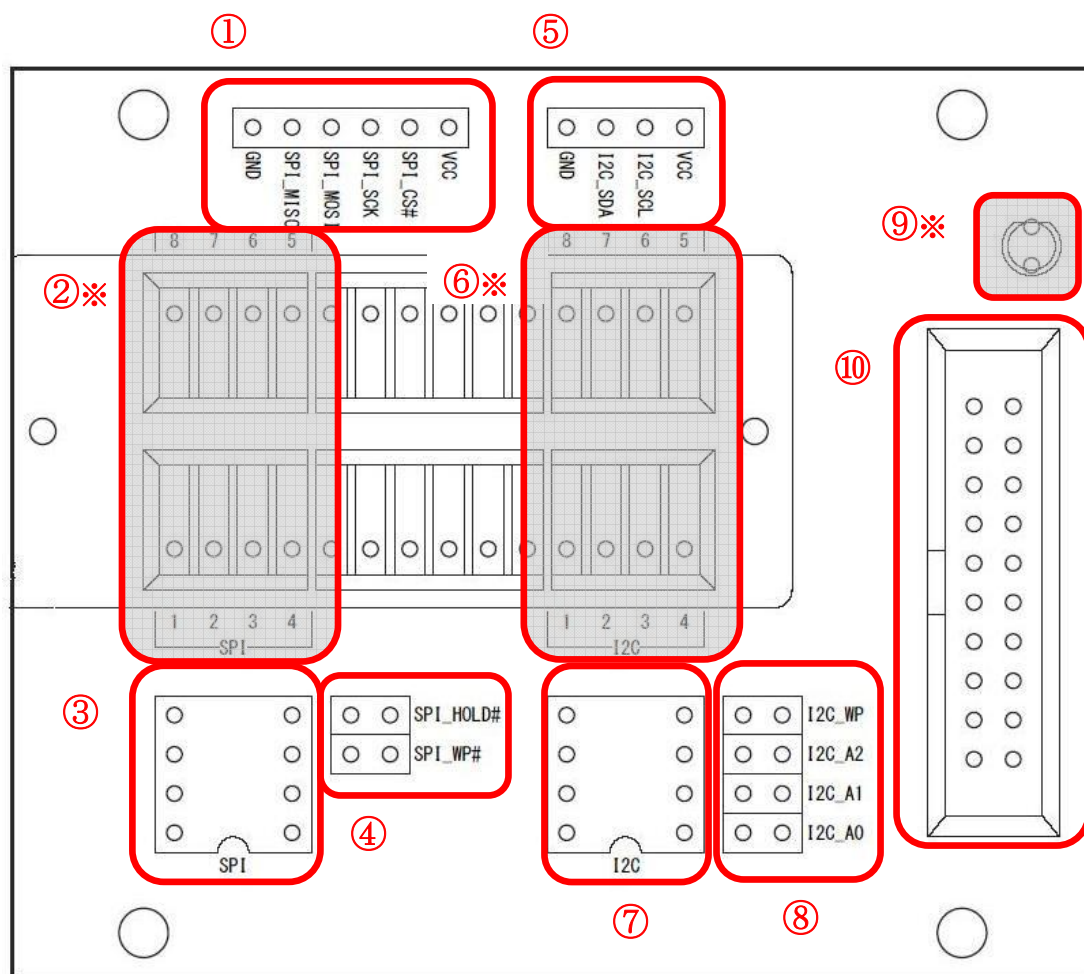 ① ⑤
GND
SPI_MISO
SPI_MOSI
SPI_SCK
SPI_CS#
VCC
GND
I2C_SDA
I2C_SCL
VCC
⑨※
8 7 6 5
8 7 6 5
②※
⑥※
⑩
1 2 3 4
SPI
1 2 3 4
I2C
③
SPI_HOLD#
SPI_WP#
④
SPI
I2C_WP
I2C_A2
I2C_A1
I2C_A0
I2C
⑦
⑧